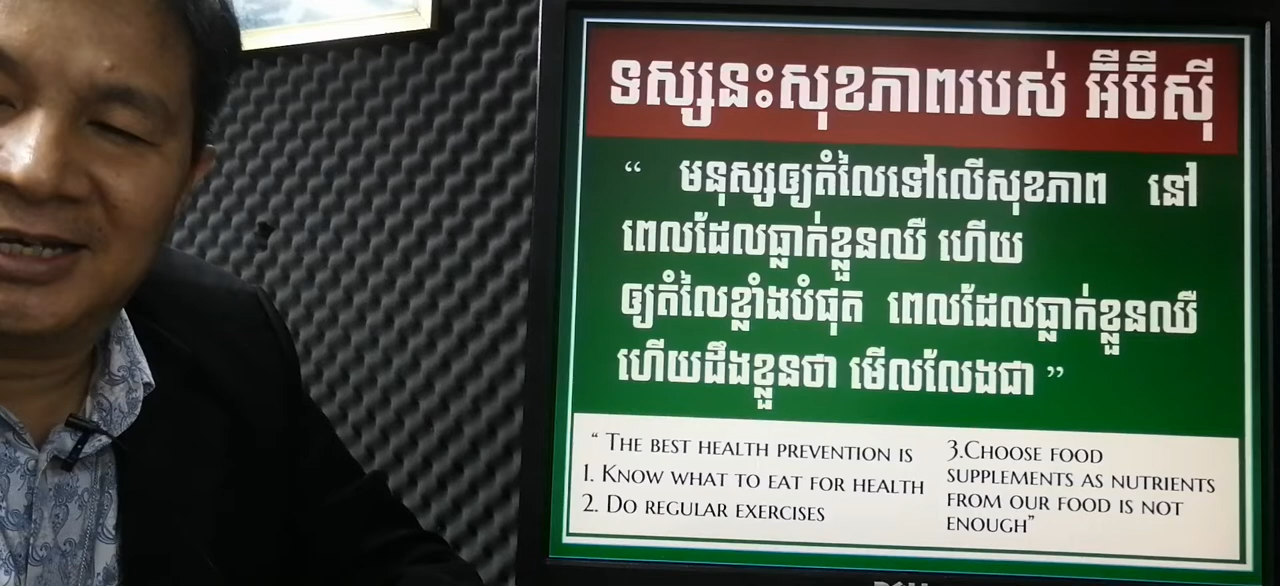 ទស្សនះសុខភាពរបស់ អ៊ីប៊ីស៊ី
“ មនុស្សឲ្យតំលៃទៅលើសុខភាព នៅ
ពេលដែលធ្លាក់ខ្លួនឈឺ ហើយ
ឲ្យតំលៃខ្លាំងបំផុត ពេលដែលធ្លាក់ខ្លួនឈឺ
ហើយដឹងខ្លួនថា មើលលែងជា ”
“ The best health prevention is
1. Know what to eat for health
2. Do regular exercises
3.Choose food
supplements as nutrients
from our food is not
enough”